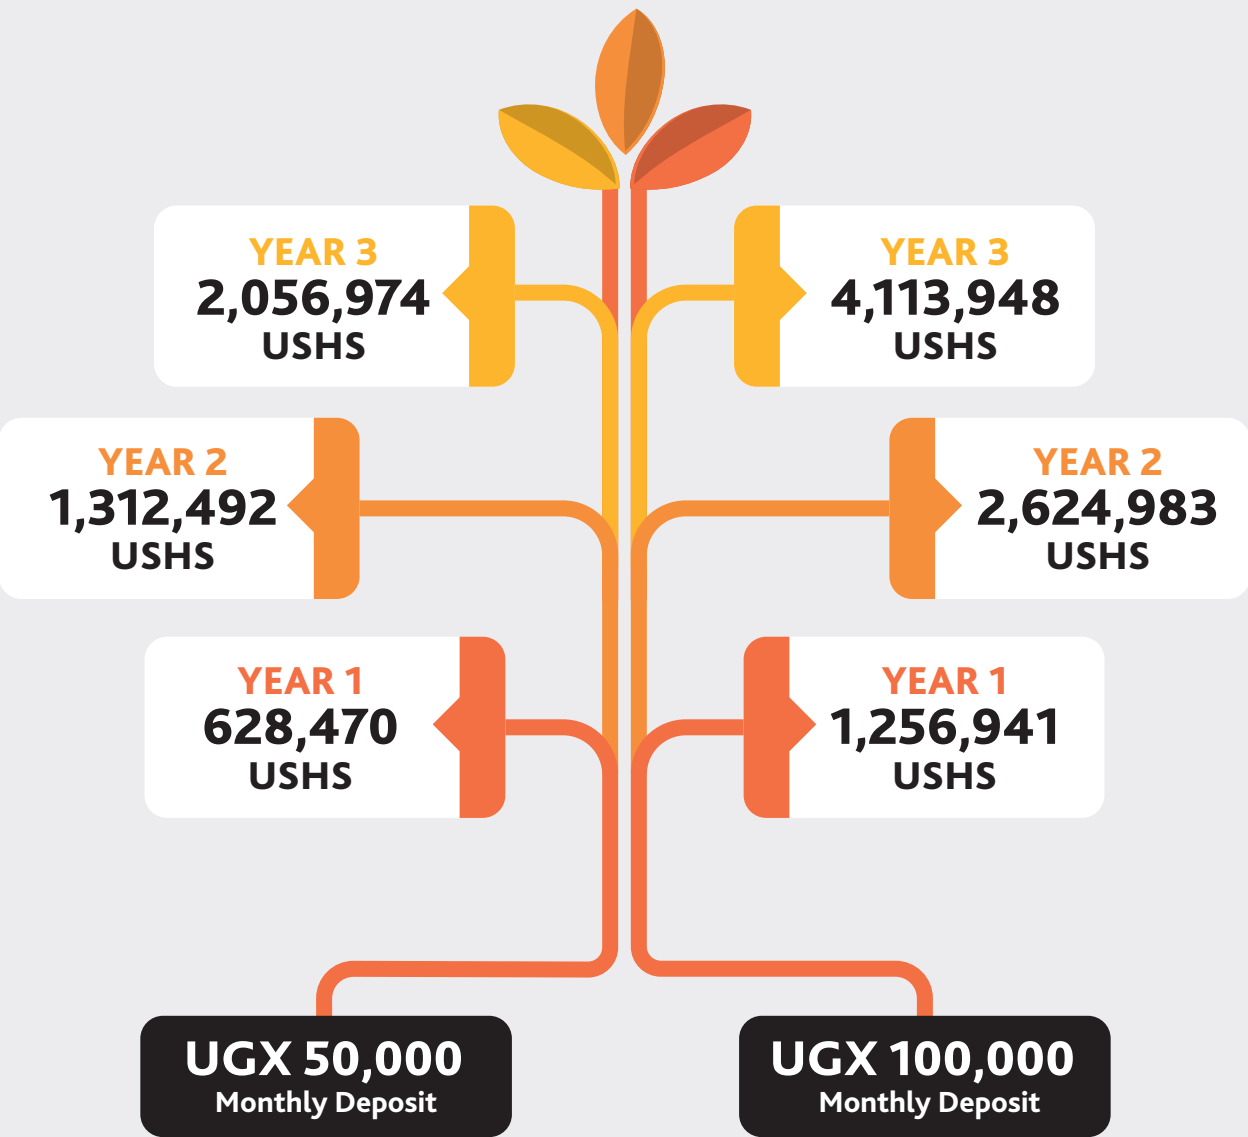 YEAR 3
2,056,974
USHS
YEAR 3
4,113,948
USHS
YEAR 2
1,312,492
USHS
YEAR 2
2,624,983
USHS
YEAR 1
628,470
USHS
YEAR 1
1,256,941
USHS
UGX 50,000
Monthly Deposit
UGX 100,000
Monthly Deposit